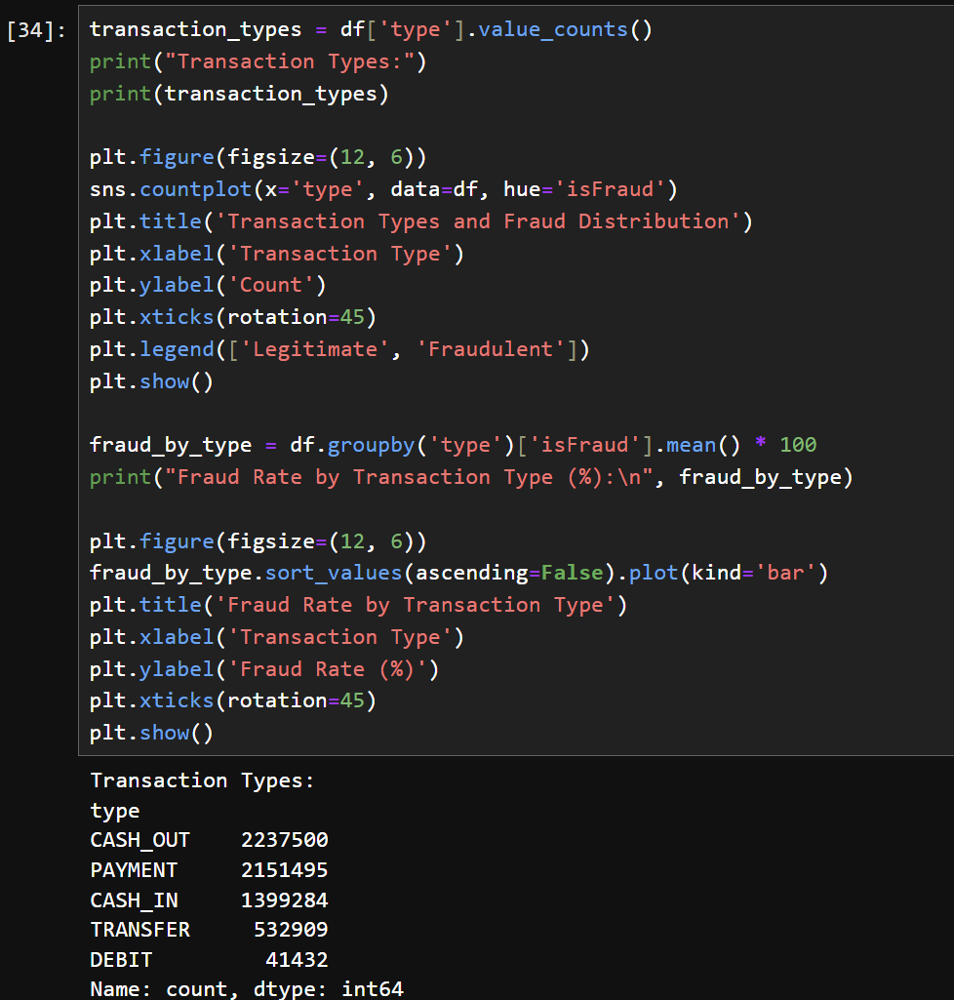 [34]:
transaction_types = df['type'].value_counts()
print("Transaction Types:")
print(transaction_types)
plt.figure(figsize=(12, 6))
sns.countplot(x='type', data=df, hue='isFraud')
plt.title('Transaction Types and Fraud Distribution')
plt.xlabel('Transaction Type')
plt.ylabel('Count')
plt.xticks(rotation=45)
plt.legend(['Legitimate', 'Fraudulent'])
plt.show()
fraud_by_type = df.groupby('type')['isFraud'].mean() * 100
print("Fraud Rate by Transaction Type (%):\n", fraud_by_type)
plt.figure(figsize=(12, 6))
fraud_by_type.sort_values(ascending=False).plot(kind='bar')
plt.title('Fraud Rate by Transaction Type')
plt.xlabel('Transaction Type')
plt.ylabel('Fraud Rate (%)')
plt.xticks(rotation=45)
plt.show()
Transaction Types:
type
CASH_OUT    2237500
PAYMENT     2151495
CASH_IN     1399284
TRANSFER     532909
DEBIT         41432
Name: count, dtype: int64